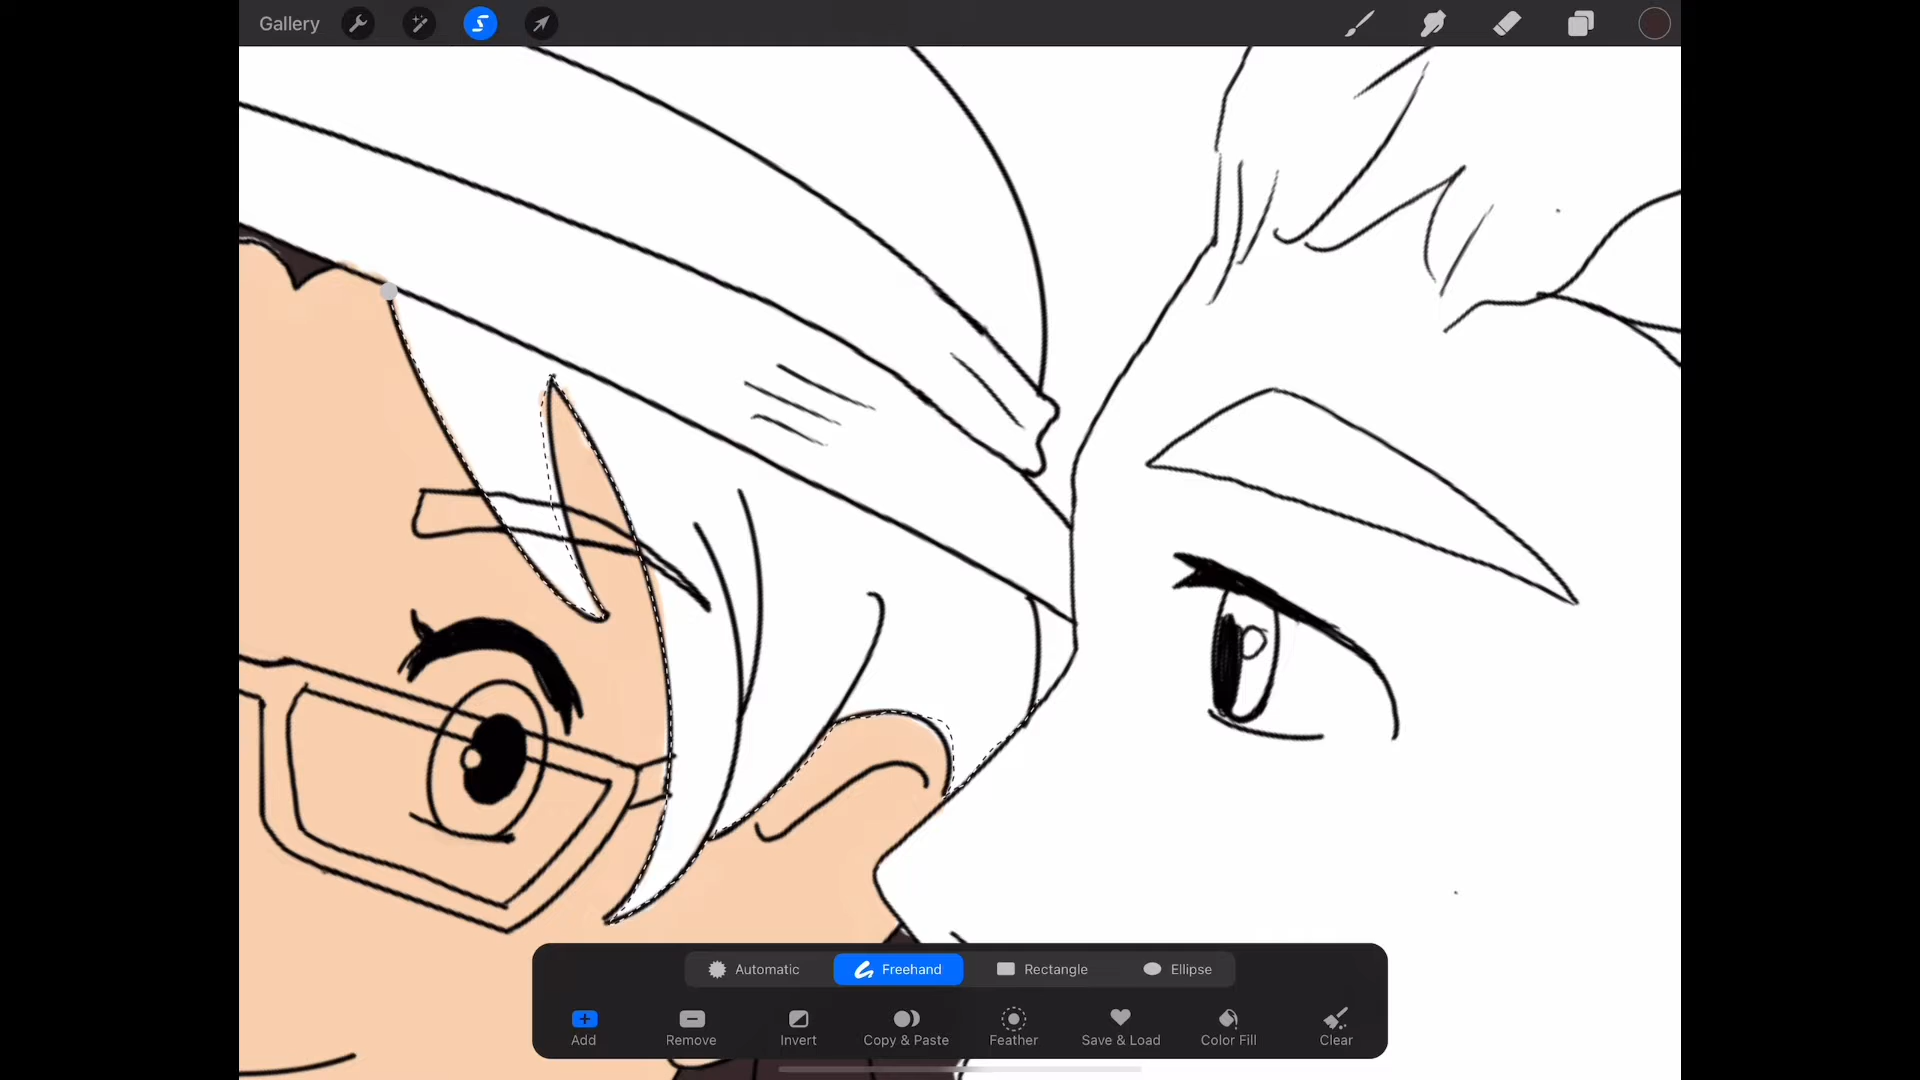 Gallery
Automatic Freehand Rectangle Ellipse
Add Remove Invert Copy & Paste Feather Save & Load Color Fill Clear